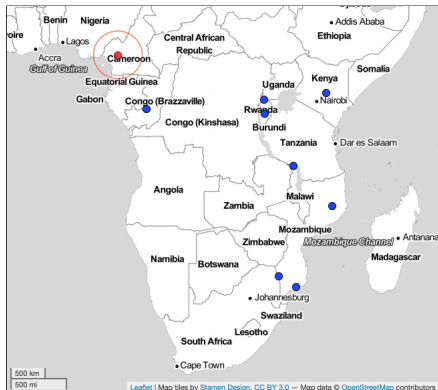 Benin
Nigeria
Addis Ababa
Ethiopia
Central African
Republic
Lagos
Accra
Gulf of Guinea
Cameroon
Somalia
Equatorial Guinea
Uganda
Kenya
Gabon
Congo (Brazzaville)
Nairobi
Rwanda
Congo (Kinshasa)
Burundi
Tanzania
Dar es Salaam
Angola
Malawi
Zambia
Mozambique
Zimbabwe
Mozambique Channel
Antanana
Namibia
Botswana
Madagascar
Johannesburg
Swaziland
Lesotho
South Africa
Cape Town
500 km
500 mi
Leaflet | Map tiles by Stamen Design, CC BY 3.0 — Map data © OpenStreetMap contributors